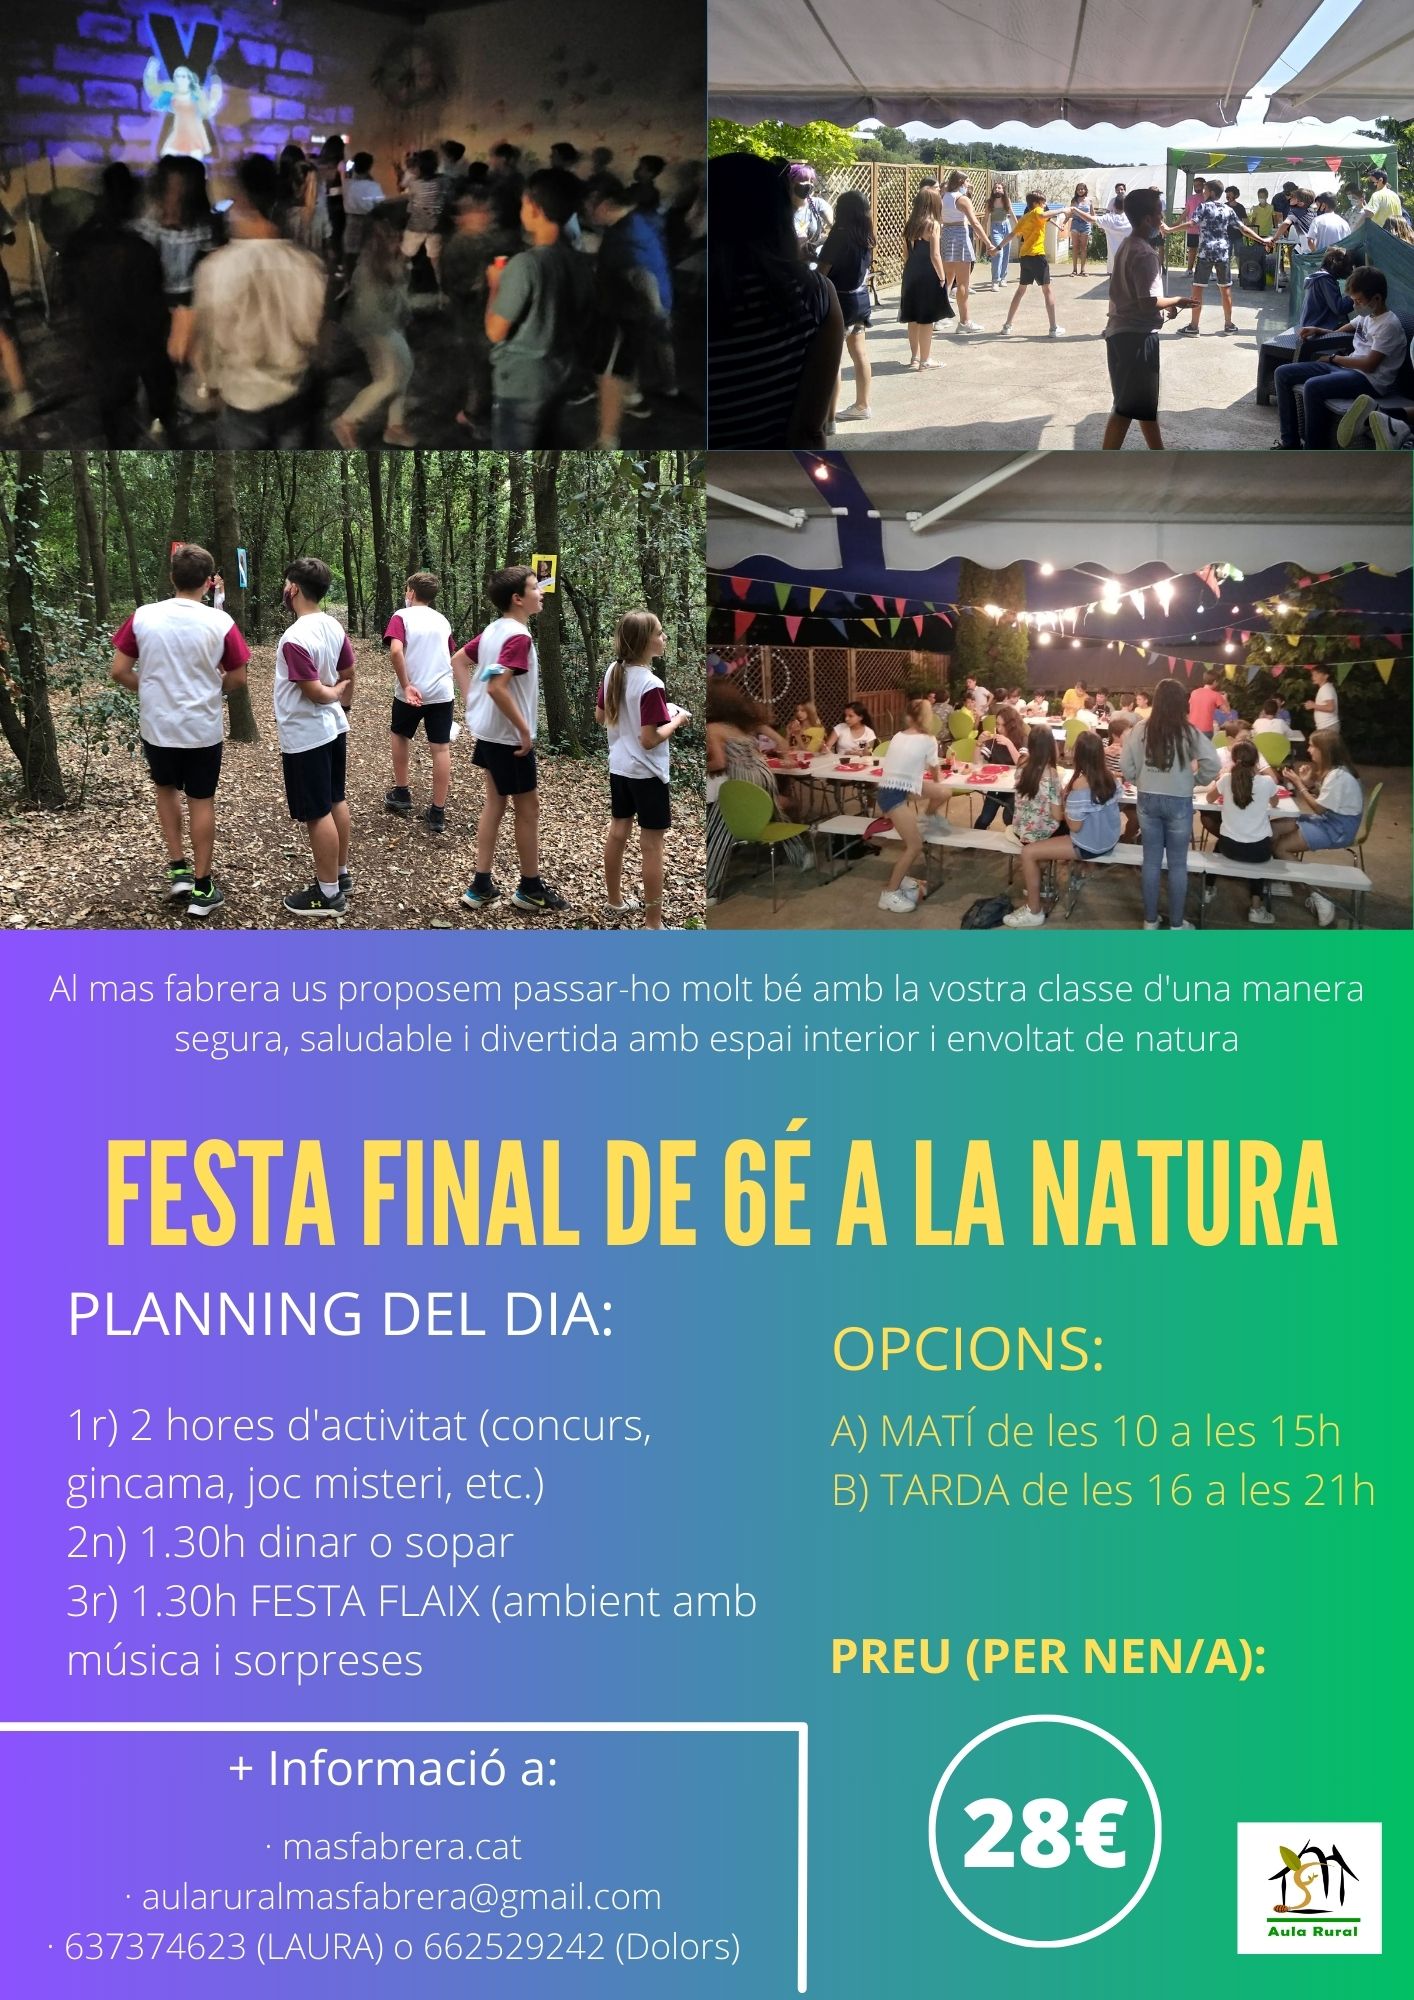 Al mas fabrera us proposem passar-ho molt bé amb la vostra classe d'una manera
segura, saludable i divertida amb espai interior i envoltat de natura
FESTA FINAL DE 6É A LA NATURA
PLANNING DEL DIA:
1r) 2 hores d'activitat (concurs,
gincama, joc misteri, etc.)
2n) 1.30h dinar o sopar
3r) 1.30h FESTA FLAIX (ambient amb
música i sorpreses
OPCIONS:
A) MATÍ de les 10 a les 15h
B) TARDA de les 16 a les 21h
PREU (PER NEN/A):
28€
+ Informació a:
· masfabrera.cat
· aularuralmasfabrera@gmail.com
· 637374623 (LAURA) o 662529242 (Dolors)
Aula Rural